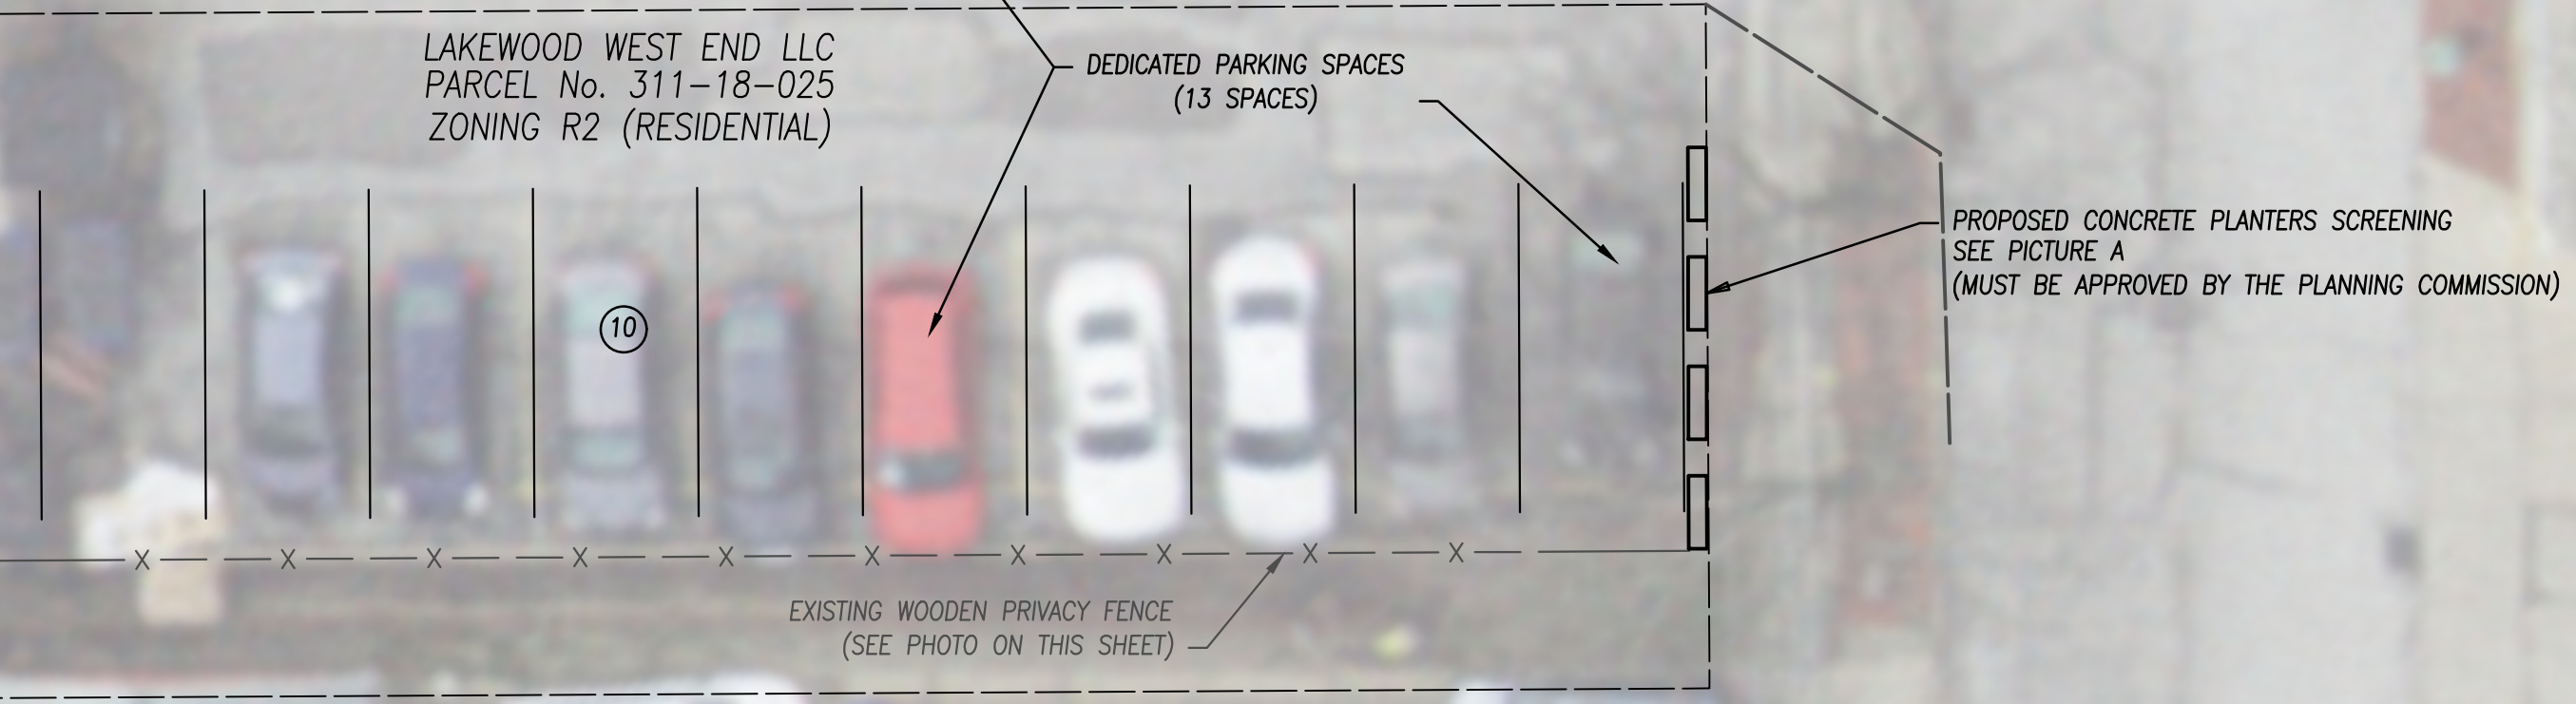 LAKEWOOD WEST END LLC
PARCEL No. 311-18-025
ZONING R2 (RESIDENTIAL)
DEDICATED PARKING SPACES
(13 SPACES)
PROPOSED CONCRETE PLANTERS SCREENING
SEE PICTURE A
(MUST BE APPROVED BY THE PLANNING COMMISSION)
10
EXISTING WOODEN PRIVACY FENCE
(SEE PHOTO ON THIS SHEET)